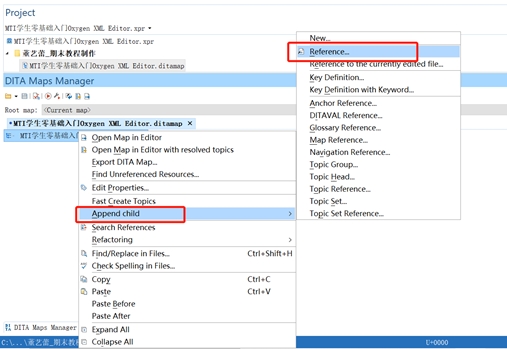 Project
MTI学生零基础入门Oxygen XML Editor.xpr
MTI学生零基础入门Oxygen XML Editor.xpr
董艺蕾_期末教程制作
MTI学生零基础入门Oxygen XML Editor.ditamap
DITA Maps Manager
Root map: <Current map>
*MTI学生零基础入门Oxygen XML Editor.ditamap ×
MTI学生零基础入门Oxygen XML Edi
Open Map in Editor
Open Map in Editor with resolved topics
Export DITA Map...
Find Unreferenced Resources...
Edit Properties...
Fast Create Topics
Append child
Search References
Refactoring
Find/Replace in Files... Ctrl+Shift+H
Check Spelling in Files...
Copy Ctrl+C
Paste Ctrl+V
Paste Before
Paste After
Expand All
Collapse All
New...
Reference...
Reference to the currently edited file...
Key Definition...
Key Definition with Keyword...
Anchor Reference...
DITAVAL Reference...
Glossary Reference...
Map Reference...
Navigation Reference...
Topic Group...
Topic Head...
Topic Reference...
Topic Set...
Topic Set Reference...
DITA Maps Manager
C:\...\董艺蕾_期末教
U+0000